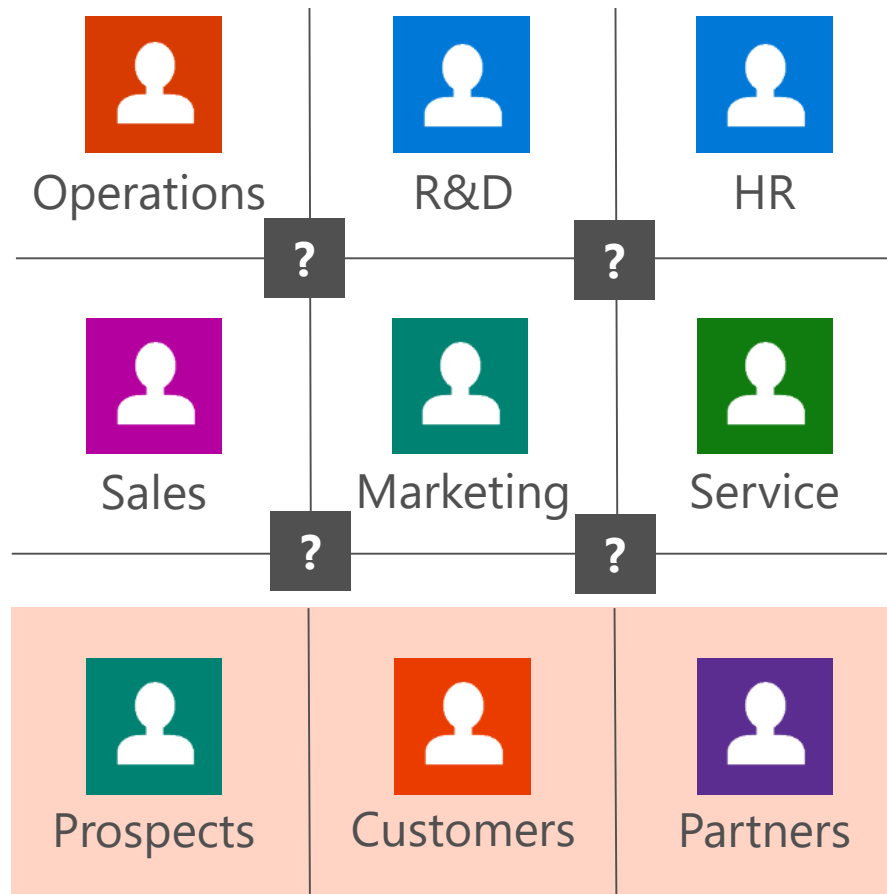 Operations
R&D
HR
?
?
Sales
Marketing
Service
?
?
Prospects
Customers
Partners